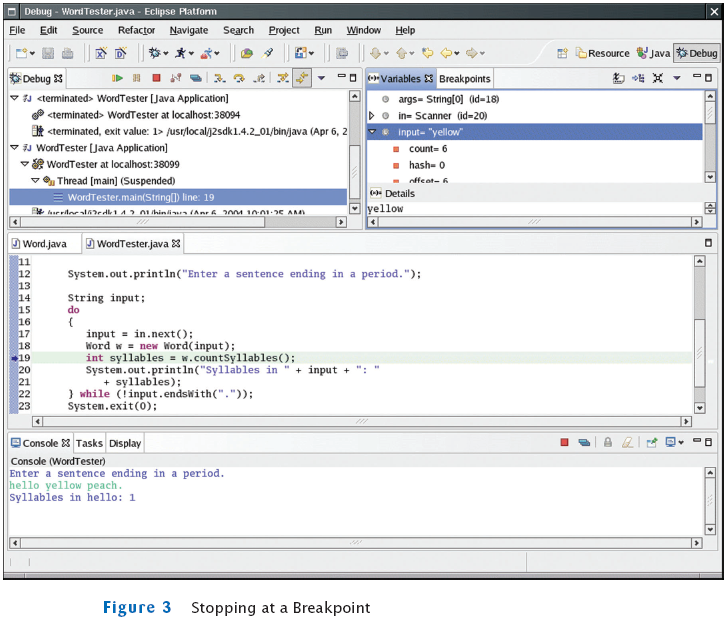 Debug - WordTester.java - Eclipse Platform
File Edit Source Refactor Navigate Search Project Run Window Help
Resource Java Debug
Debug
<terminated> WordTester [Java Application]
<terminated> WordTester at localhost:38094
<terminated, exit value: 1> /usr/local/j2sdk1.4.2_01/bin/java (Apr 6, 2
WordTester [Java Application]
WordTester at localhost:38099
Thread [main] (Suspended)
WordTester.main(String[]) line: 19
/usr/local/j2sdk1.4.2_01/bin/java (Apr 6, 2004 10:01:25 AM)
Variables Breakpoints
args= String[0] (id=18)
in= Scanner (id=20)
input= "yellow"
count= 6
hash= 0
offset= 6
Details
yellow
Word.java WordTester.java
11
12 System.out.println("Enter a sentence ending in a period.");
13
14 String input;
15 do
16 {
17 input = in.next();
18 Word w = new Word(input);
19 int syllables = w.countSyllables();
20 System.out.println("Syllables in " + input + ": "
21 + syllables);
22 } while (!input.endsWith("."));
23 System.exit(0);
Console Tasks Display
Console (WordTester)
Enter a sentence ending in a period.
hello yellow peach.
Syllables in hello: 1
Figure 3 Stopping at a Breakpoint